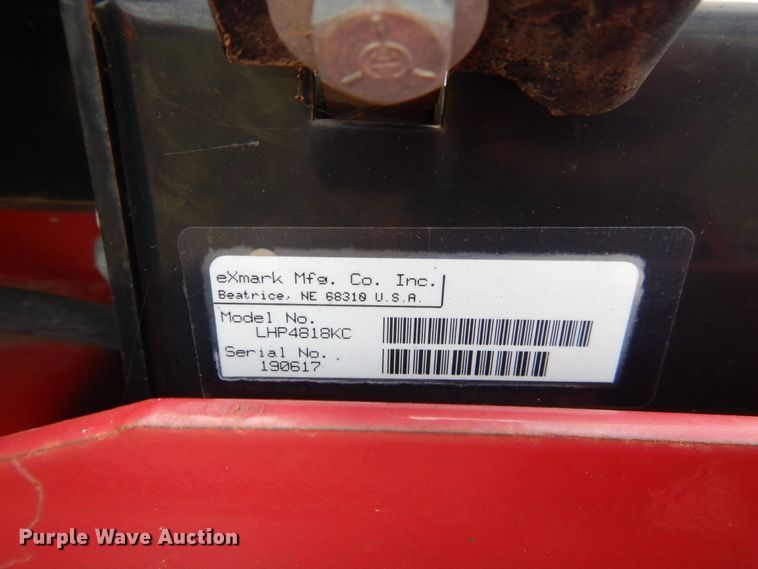 eXmark Mfg. Co. Inc.
Beatrice, NE 68310 U.S.A.
Model No.
LHP4818KC
Serial No.
190617
Purple Wave Auction